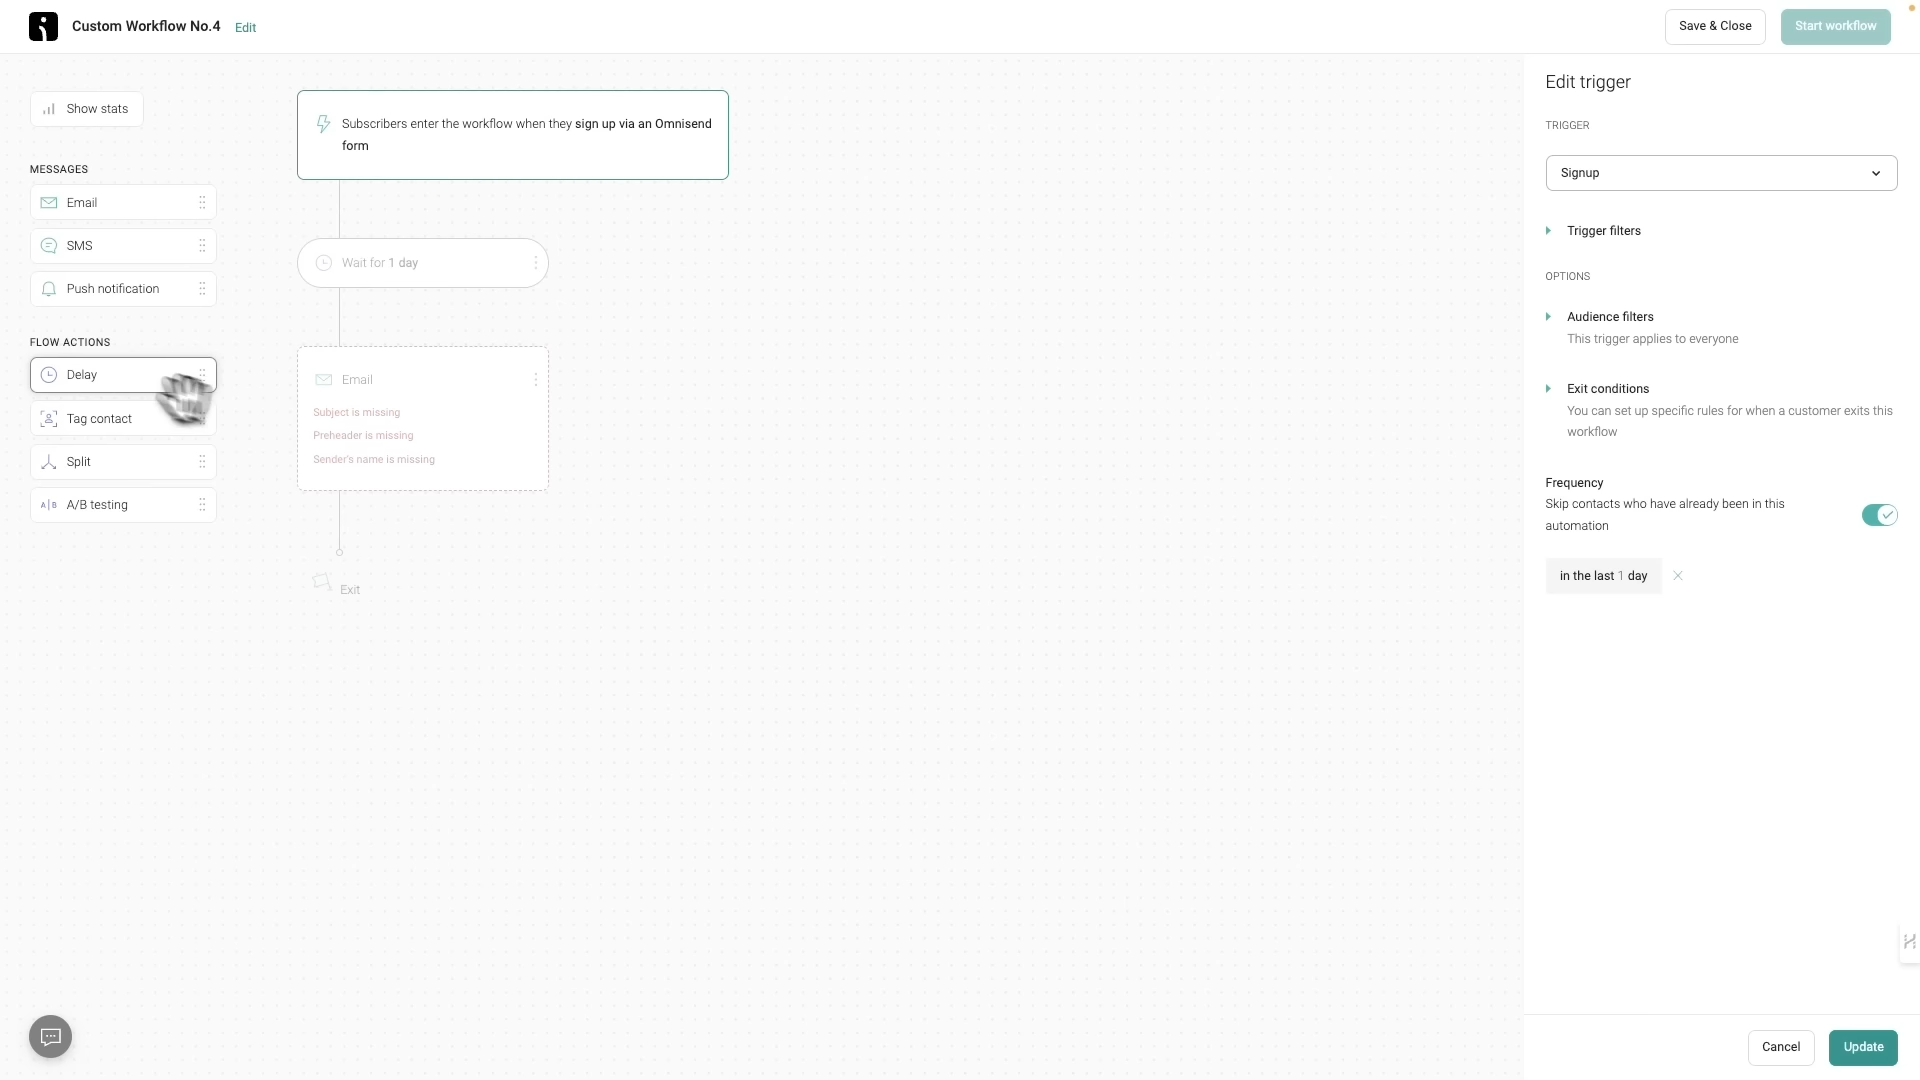 Custom Workflow No.4 Edit
Save & Close
Start workflow
Show stats
MESSAGES
Email
SMS
Push notification
FLOW ACTIONS
Delay
Tag contact
Split
A|B A/B testing
Subscribers enter the workflow when they sign up via an Omnisend
form
Wait for 1 day
Email
Subject is missing
Preheader is missing
Sender's name is missing
Exit
Edit trigger
TRIGGER
Signup
Trigger filters
OPTIONS
Audience filters
This trigger applies to everyone
Exit conditions
You can set up specific rules for when a customer exits this
workflow
Frequency
Skip contacts who have already been in this
automation
in the last 1 day
Cancel
Update